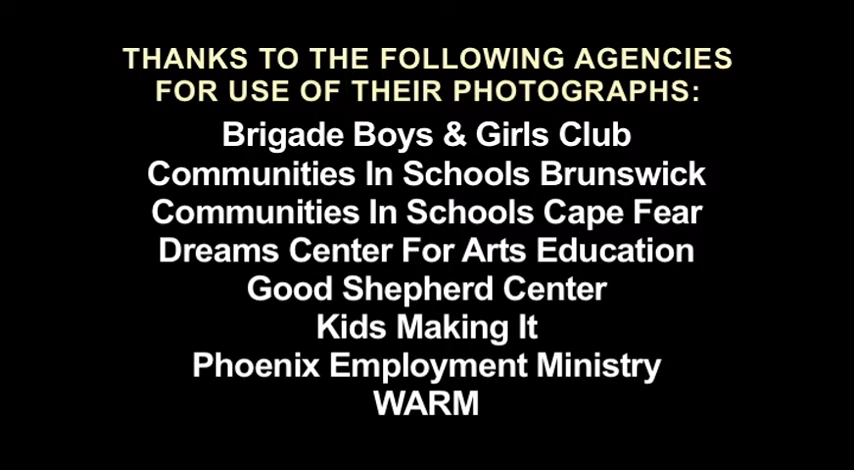 THANKS TO THE FOLLOWING AGENCIES
FOR USE OF THEIR PHOTOGRAPHS:
Brigade Boys & Girls Club
Communities In Schools Brunswick
Communities In Schools Cape Fear
Dreams Center For Arts Education
Good Shepherd Center
Kids Making It
Phoenix Employment Ministry
WARM